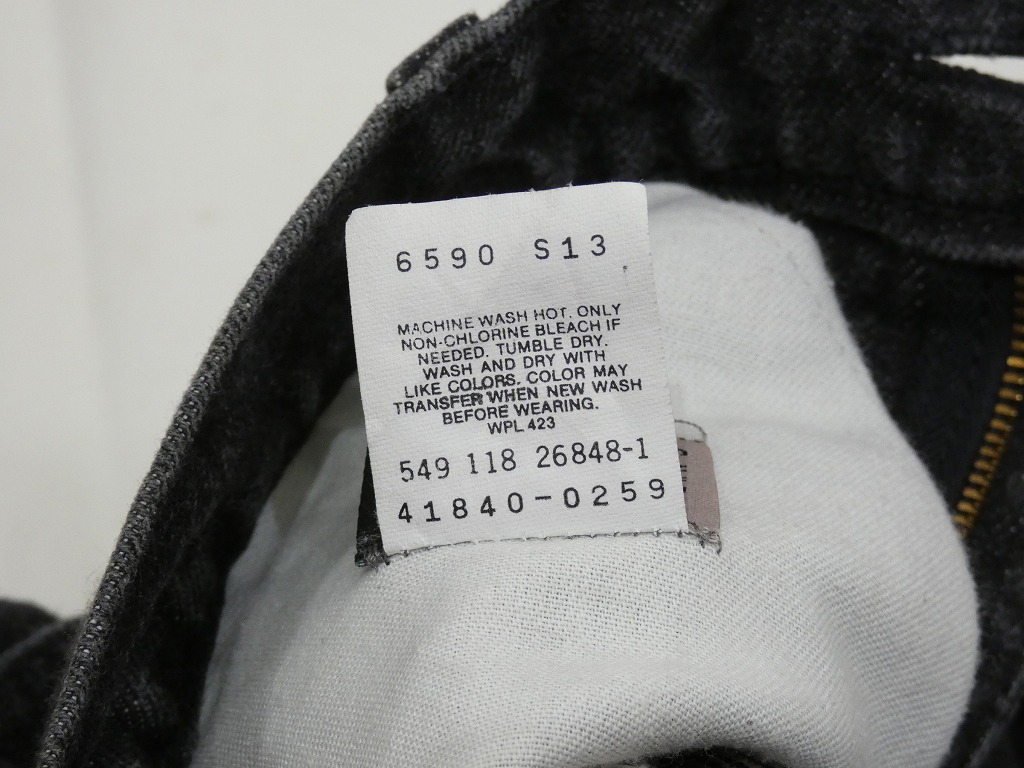 6590 S13
MACHINE WASH HOT. ONLY
NON-CHLORINE BLEACH IF
NEEDED. TUMBLE DRY.
WASH AND DRY WITH
LIKE COLORS. COLOR MAY
TRANSFER WHEN NEW WASH
BEFORE WEARING.
WPL 423
549 118 26848-1
41840-0259